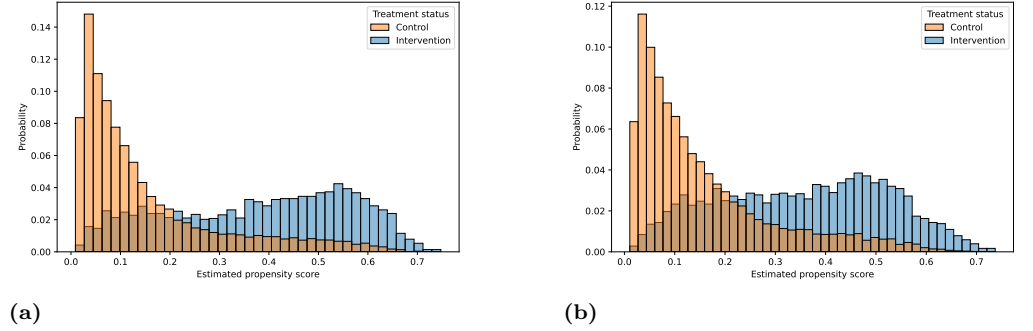 Treatment status
Control
Intervention
0.14
0.12
0.10
0.08
0.06
0.04
0.02
0.00
Probability
0.0 0.1 0.2 0.3 0.4 0.5 0.6 0.7
Estimated propensity score
(a)
Treatment status
Control
Intervention
0.12
0.10
0.08
0.06
0.04
0.02
0.00
Probability
0.0 0.1 0.2 0.3 0.4 0.5 0.6 0.7
Estimated propensity score
(b)